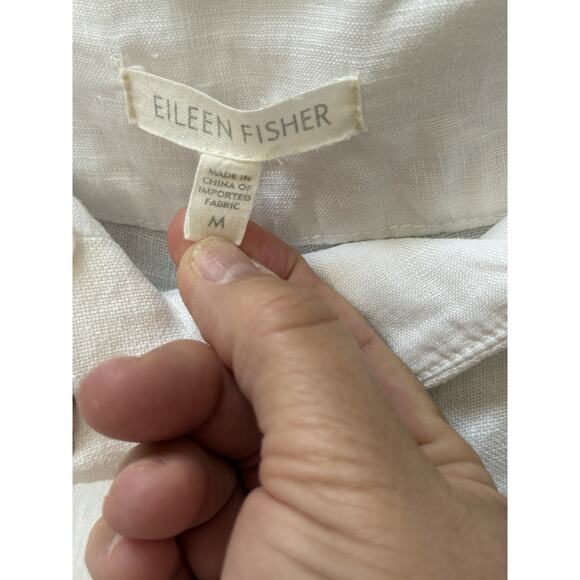 EILEEN FISHER
MADE IN
CHINA OF
IMPORTED
FABRIC
M